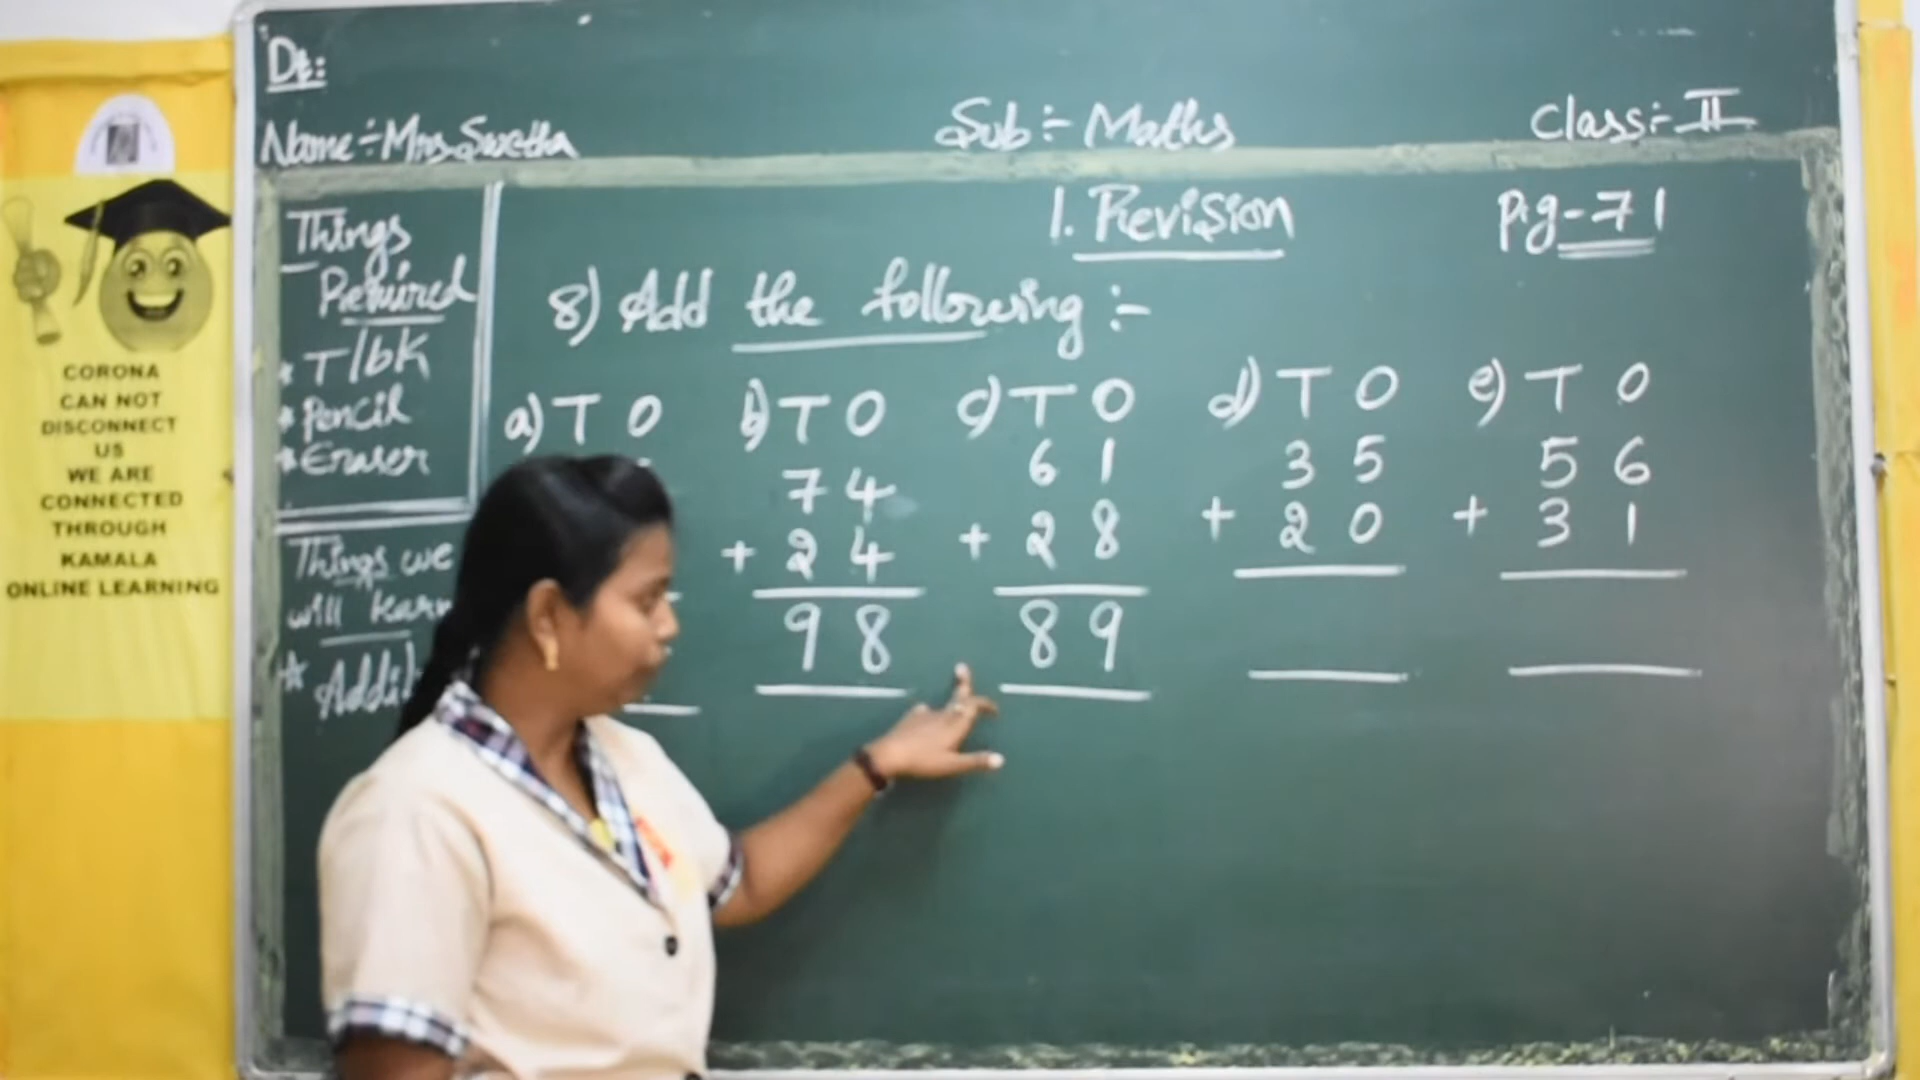 Dt:
Name :- Mrs. Swetha
Sub :- Maths
Class :- II
1. Revision
Pg - 71
Things
Required
* T/bk
* Pencil
* Eraser
Things we
will learn
* Addit
8) Add the following :-
a) T O
b) T O
7 4
+ 2 4
9 8
c) T O
6 1
+ 2 8
8 9
d) T O
3 5
+ 2 0
e) T O
5 6
+ 3 1
CORONA
CAN NOT
DISCONNECT
US
WE ARE
CONNECTED
THROUGH
KAMALA
ONLINE LEARNING